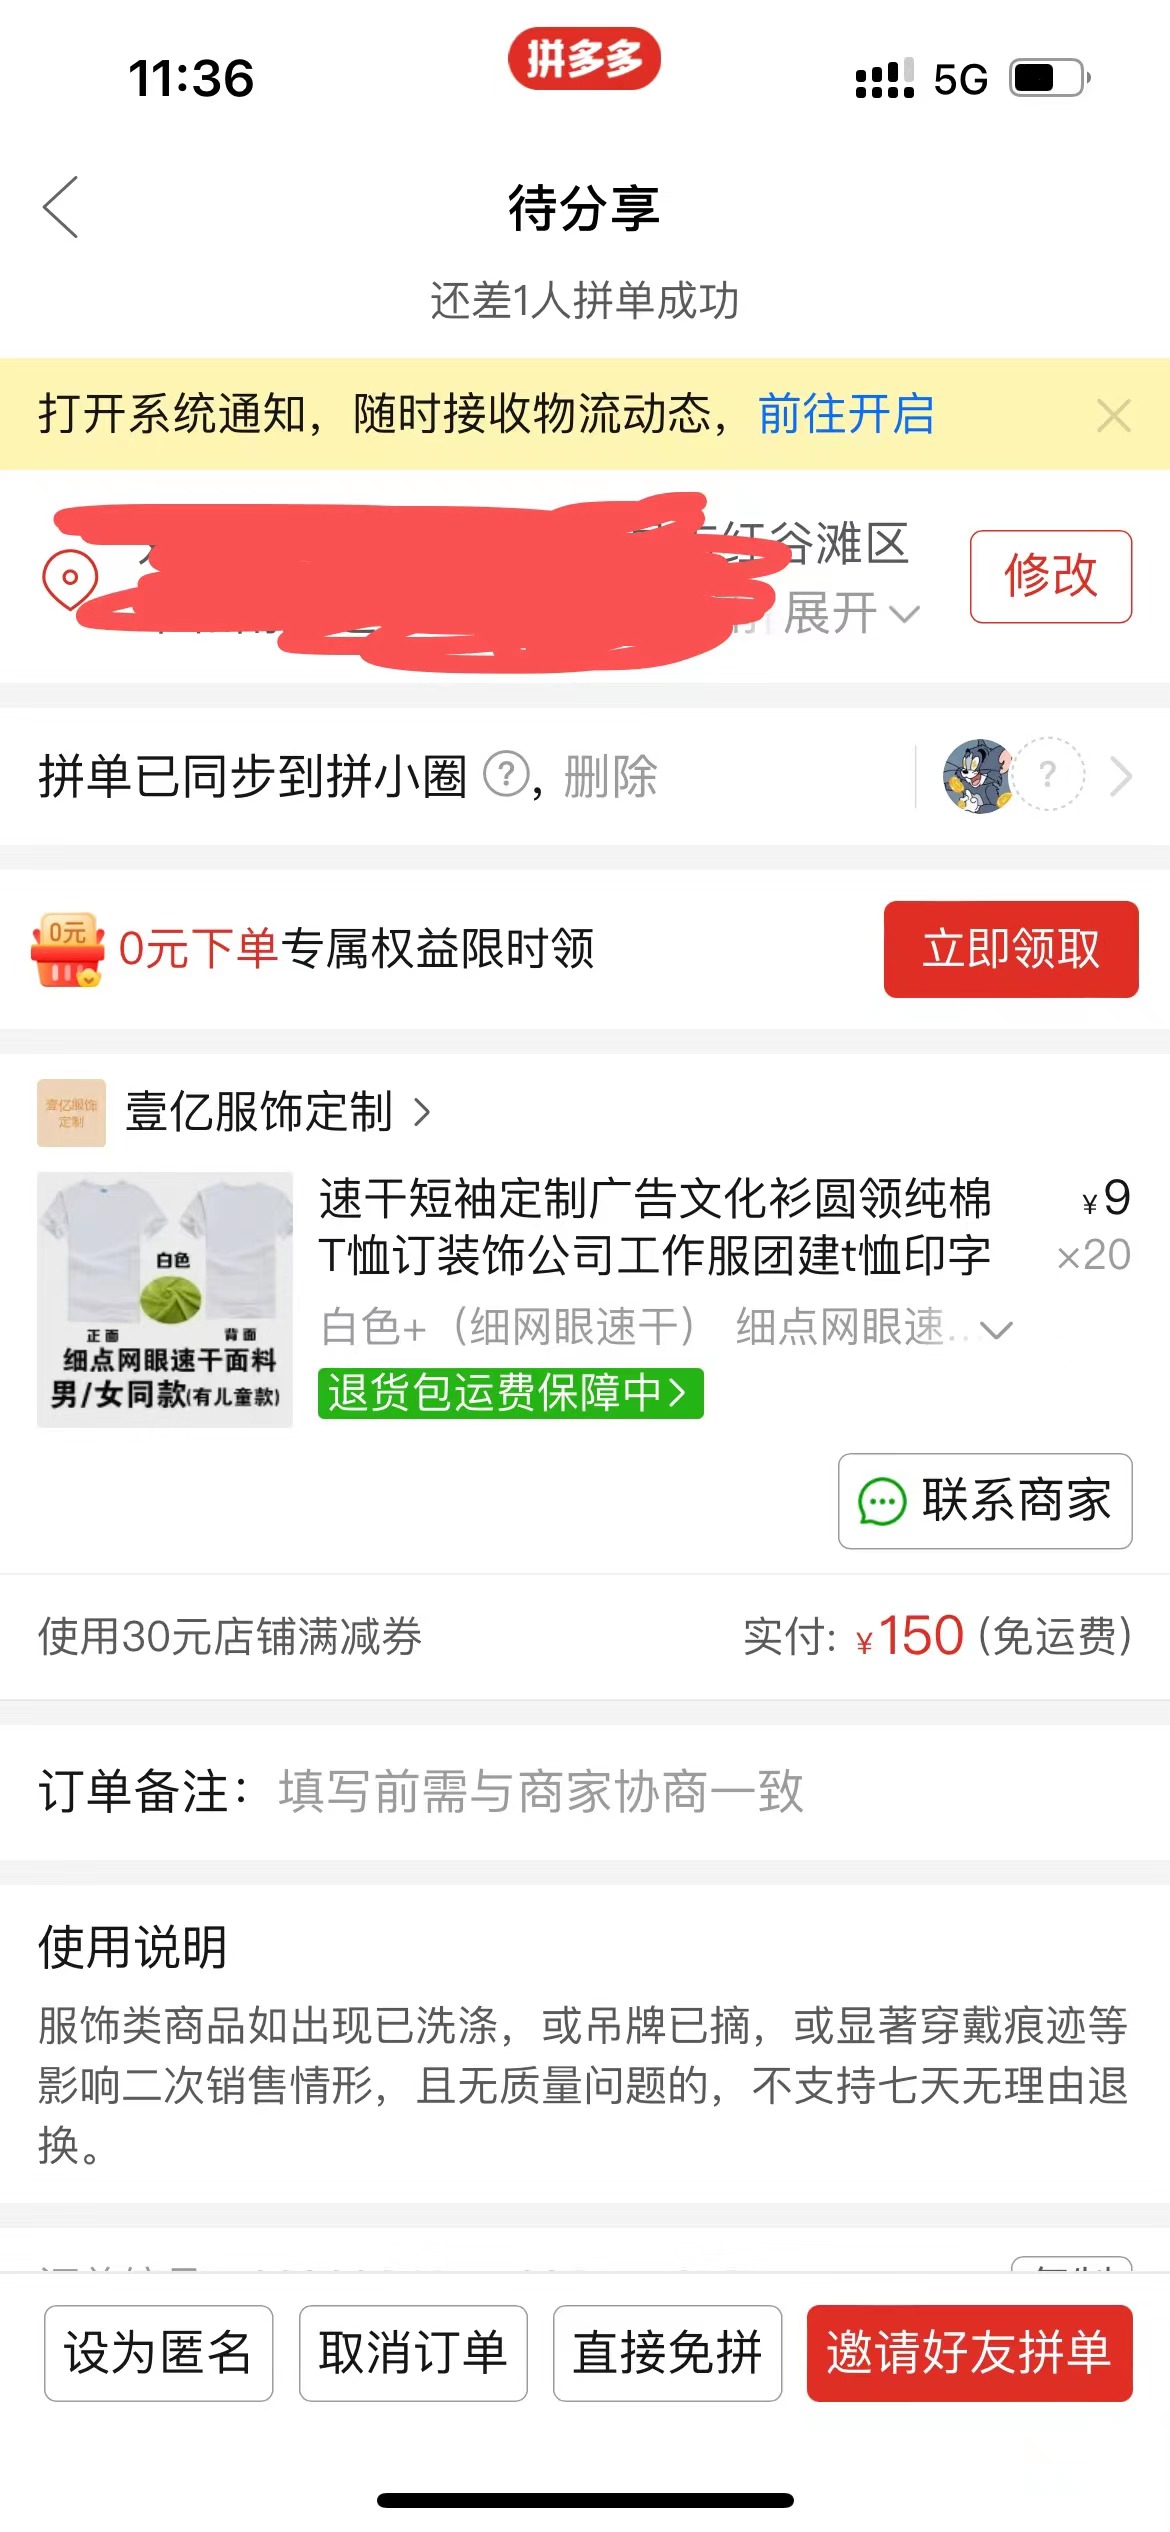 11:36
拼多多
5G
待分享
还差1人拼单成功
打开系统通知，随时接收物流动态，前往开启
谷滩区
修改
展开
拼单已同步到拼小圈 ? ，删除
?
0元
0元下单专属权益限时领
立即领取
壹亿服饰
定制
壹亿服饰定制
速干短袖定制广告文化衫圆领纯棉
¥9
T恤订装饰公司工作服团建t恤印字
×20
白色+（细网眼速干） 细点网眼速...
退货包运费保障中
白色
正面
背面
细点网眼速干面料
男/女同款(有儿童款)
联系商家
使用30元店铺满减券
实付: ¥150 (免运费)
订单备注：填写前需与商家协商一致
使用说明
服饰类商品如出现已洗涤，或吊牌已摘，或显著穿戴痕迹等
影响二次销售情形，且无质量问题的，不支持七天无理由退
换。
设为匿名
取消订单
直接免拼
邀请好友拼单